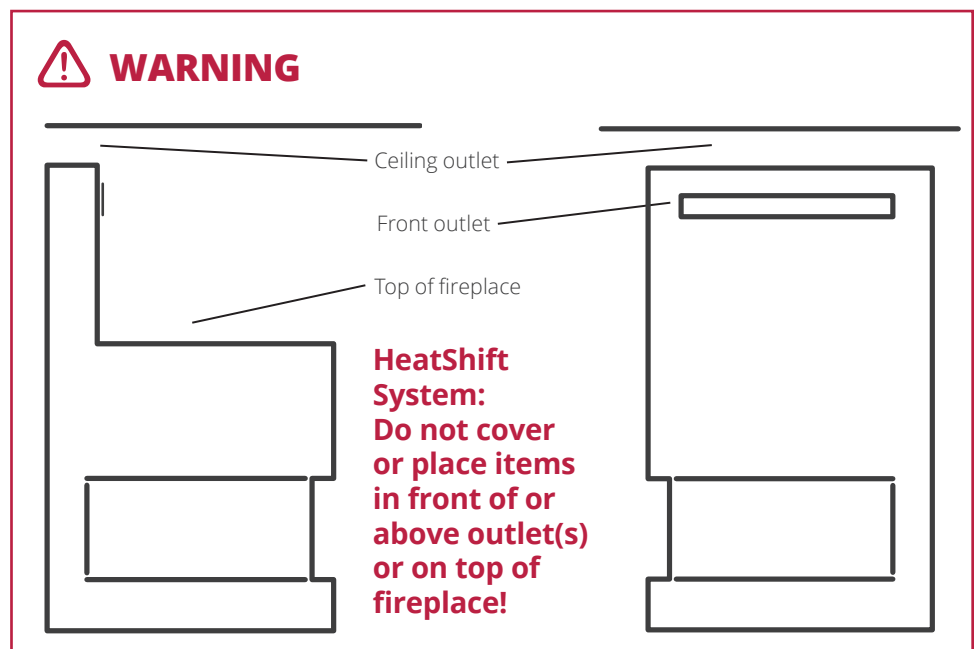 WARNING
Ceiling outlet
Front outlet
Top of fireplace
HeatShift
System:
Do not cover
or place items
in front of or
above outlet(s)
or on top of
fireplace!